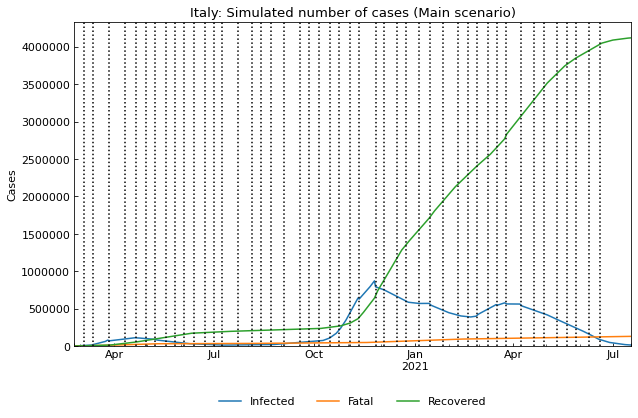 Italy: Simulated number of cases (Main scenario)
4000000
3500000
3000000
2500000
2000000
1500000
1000000
500000
0
Cases
Apr Jul Oct Jan Apr Jul
2021
Infected Fatal Recovered